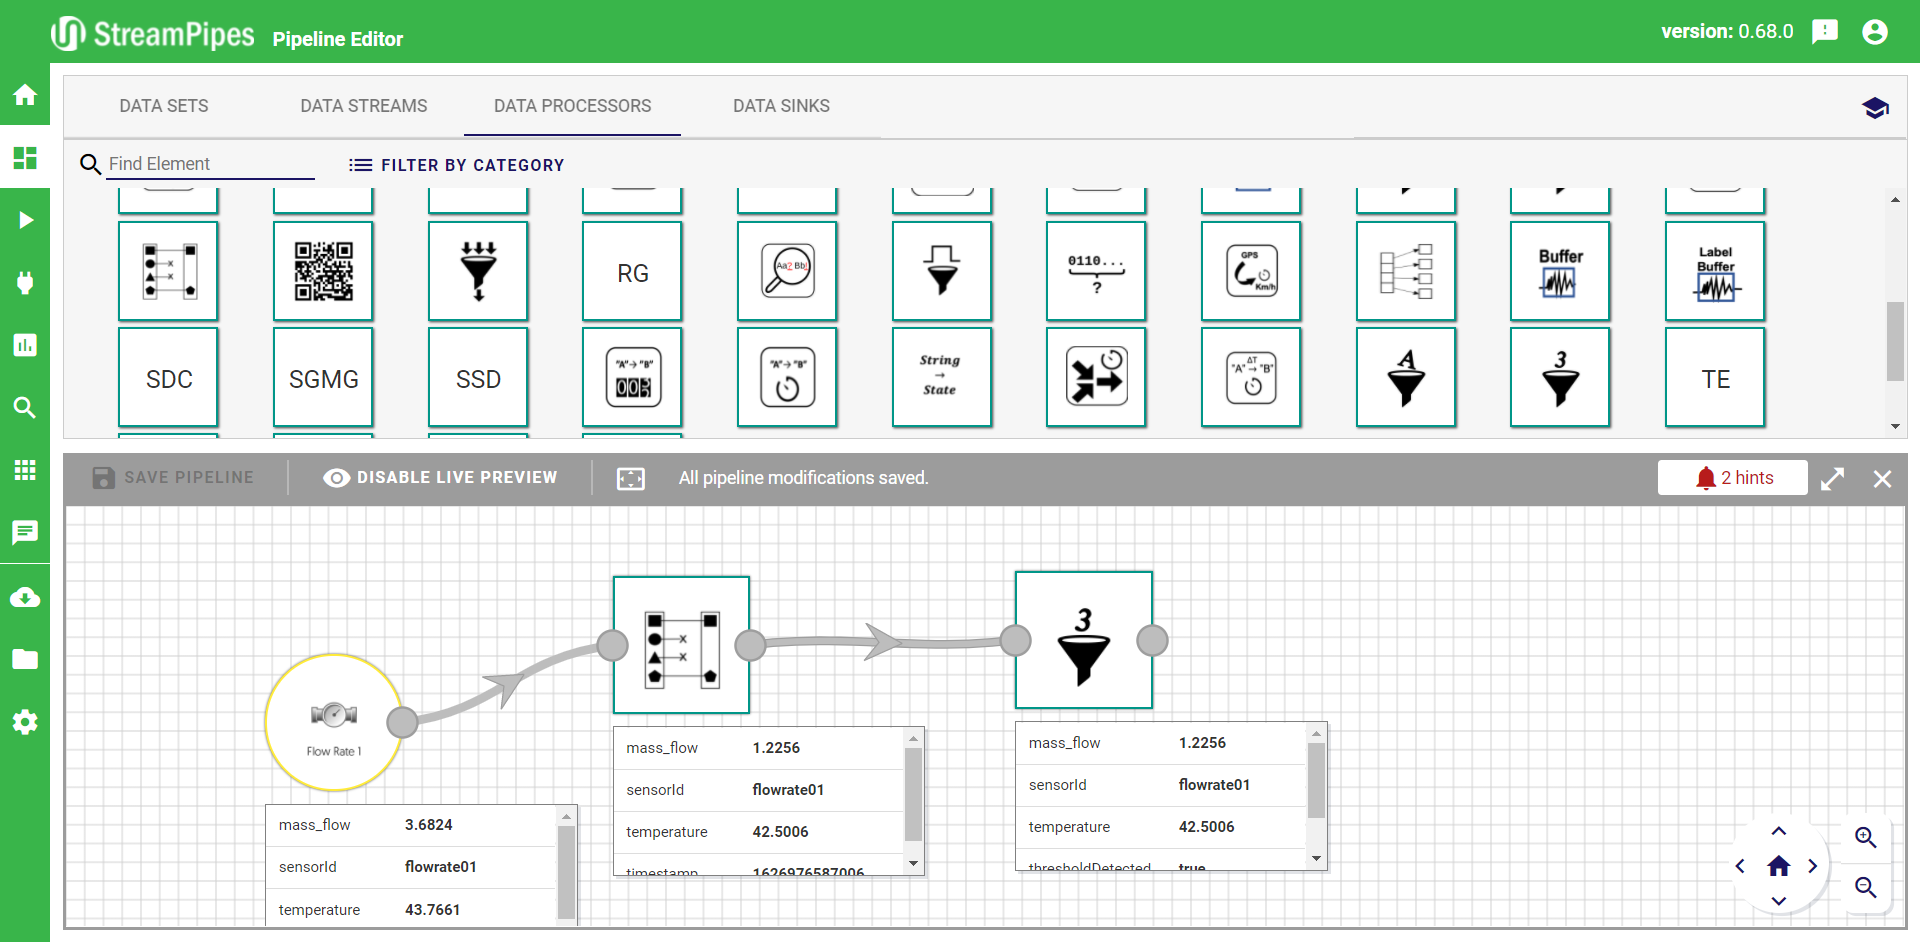 StreamPipes Pipeline Editor version: 0.68.0
DATA SETS DATA STREAMS DATA PROCESSORS DATA SINKS
Find Element FILTER BY CATEGORY
RG Aa? Bb! 0110... ? GPS Km/h Buffer Label Buffer
SDC SGMG SSD "A"→"B" "A"→"B" String → State ΔT "A"→"B" A 3 TE
SAVE PIPELINE DISABLE LIVE PREVIEW All pipeline modifications saved. 2 hints
3
Flow Rate 1
mass_flow 3.6824
sensorId flowrate01
temperature 43.7661
mass_flow 1.2256
sensorId flowrate01
temperature 42.5006
timestamp 1626976587006
mass_flow 1.2256
sensorId flowrate01
temperature 42.5006
thresholdDetected true